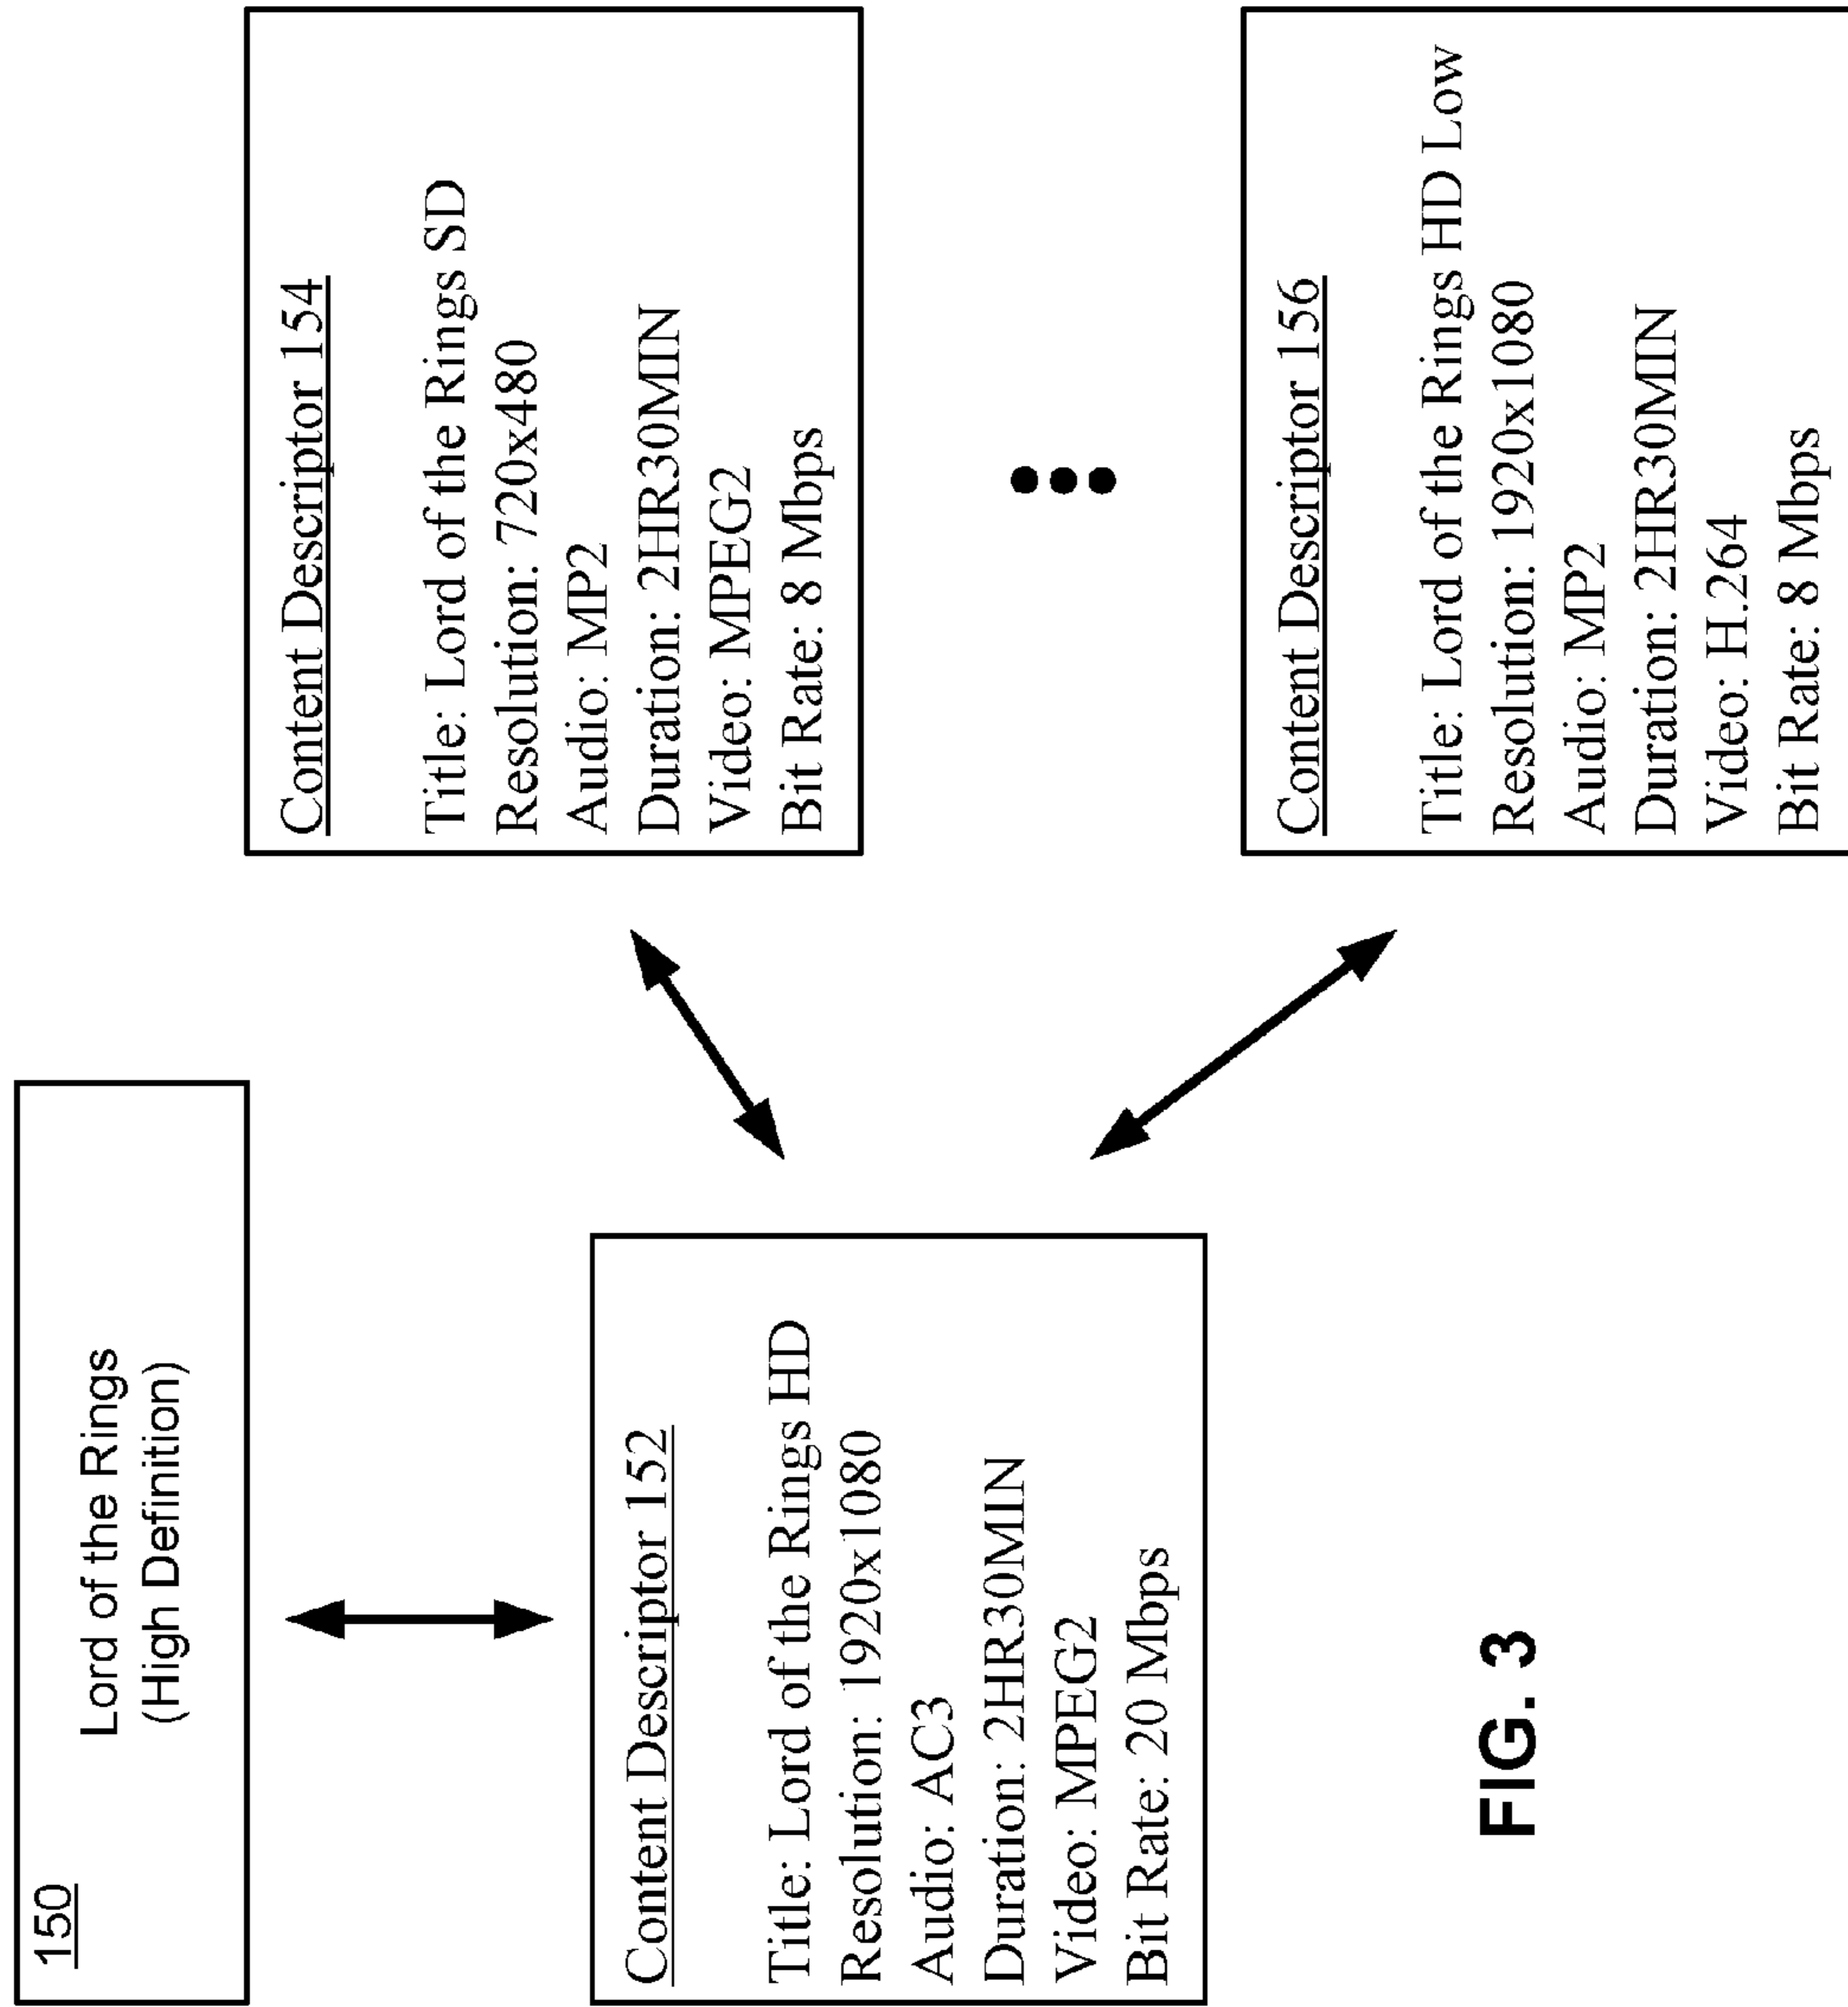 150
Lord of the Rings
(High Definition)
Content Descriptor 152
Title: Lord of the Rings HD
Resolution: 1920x1080
Audio: AC3
Duration: 2HR30MIN
Video: MPEG2
Bit Rate: 20 Mbps
Content Descriptor 154
Title: Lord of the Rings SD
Resolution: 720x480
Audio: MP2
Duration: 2HR30MIN
Video: MPEG2
Bit Rate: 8 Mbps
Content Descriptor 156
Title: Lord of the Rings HD Low
Resolution: 1920x1080
Audio: MP2
Duration: 2HR30MIN
Video: H.264
Bit Rate: 8 Mbps
FIG. 3